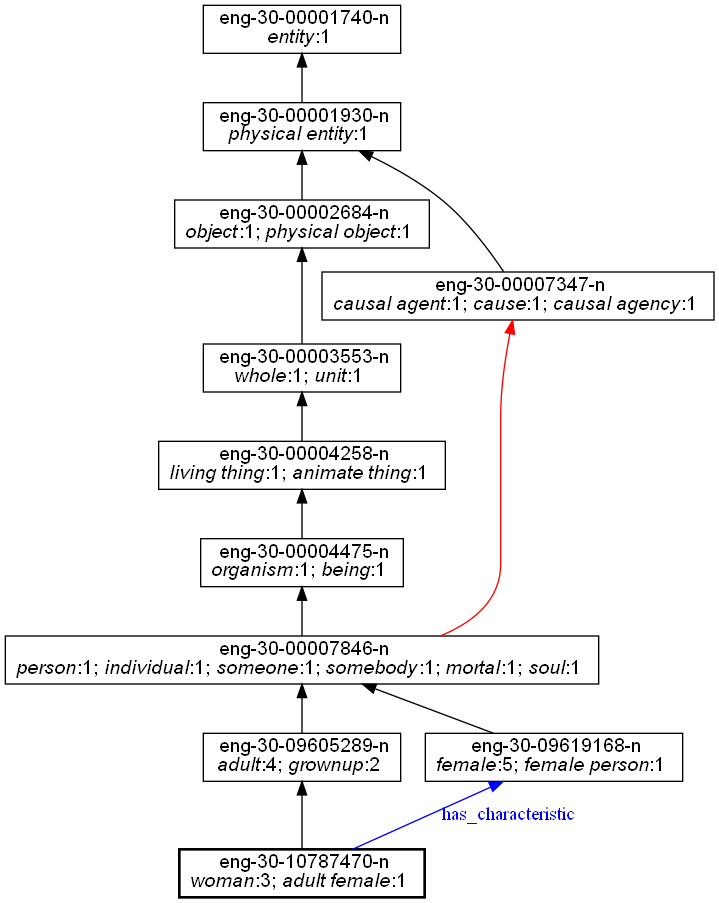 eng-30-00001740-n
entity:1
eng-30-00001930-n
physical entity:1
eng-30-00002684-n
object:1; physical object:1
eng-30-00007347-n
causal agent:1; cause:1; causal agency:1
eng-30-00003553-n
whole:1; unit:1
eng-30-00004258-n
living thing:1; animate thing:1
eng-30-00004475-n
organism:1; being:1
eng-30-00007846-n
person:1; individual:1; someone:1; somebody:1; mortal:1; soul:1
eng-30-09605289-n
adult:4; grownup:2
eng-30-09619168-n
female:5; female person:1
has_characteristic
eng-30-10787470-n
woman:3; adult female:1